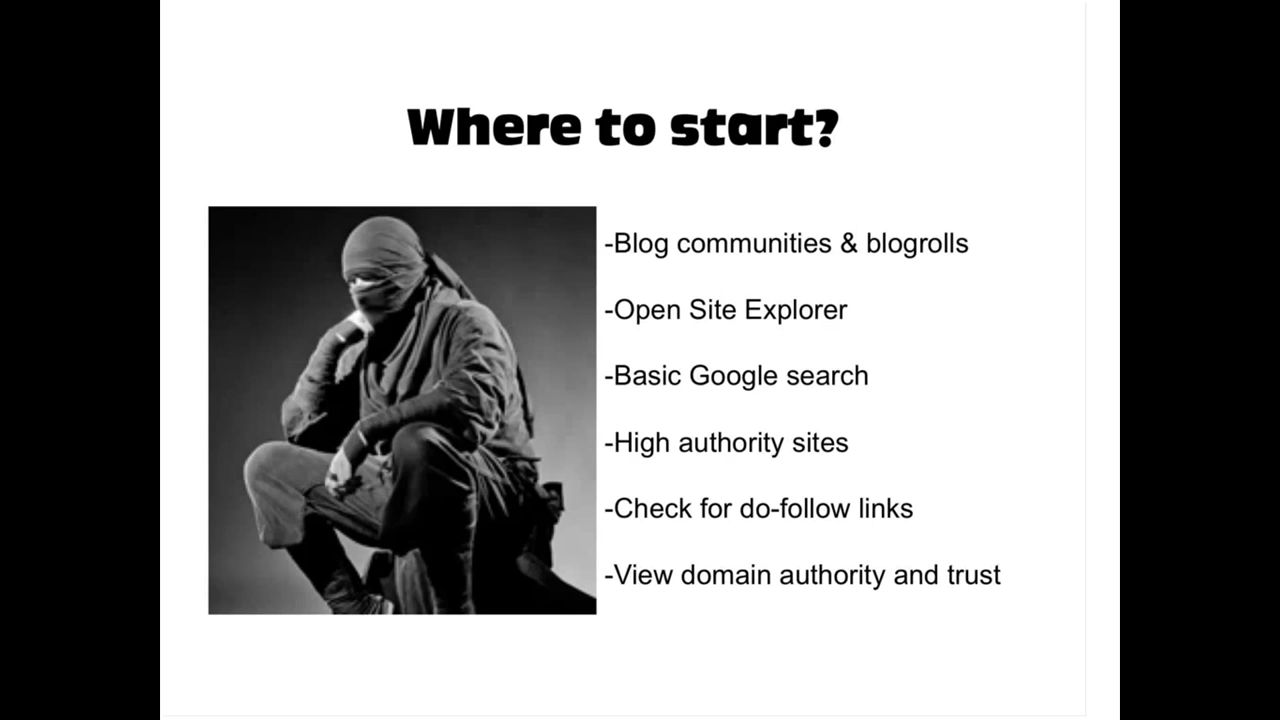 Where to start?
-Blog communities & blogrolls
-Open Site Explorer
-Basic Google search
-High authority sites
-Check for do-follow links
-View domain authority and trust